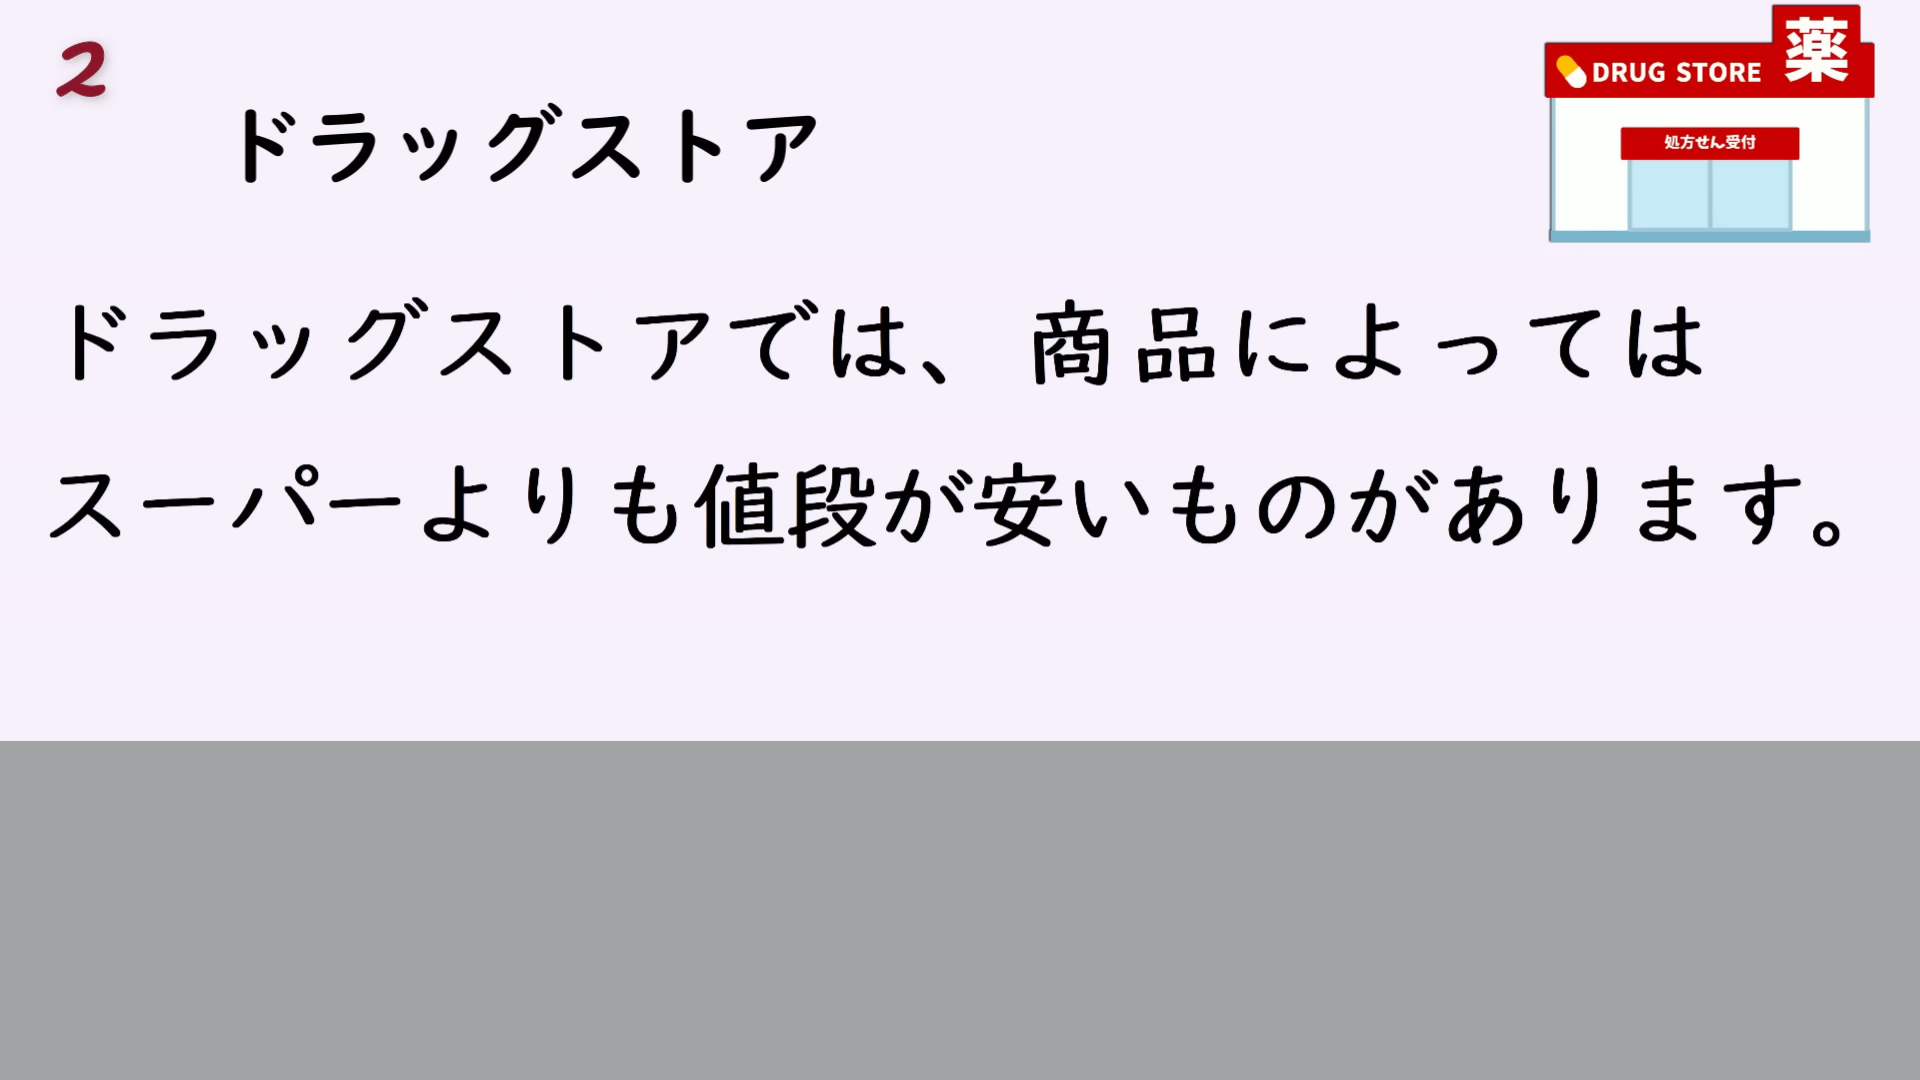 2
ドラッグストア
薬
DRUG STORE
処方せん受付
ドラッグストアでは、商品によっては
スーパーよりも値段が安いものがあります。